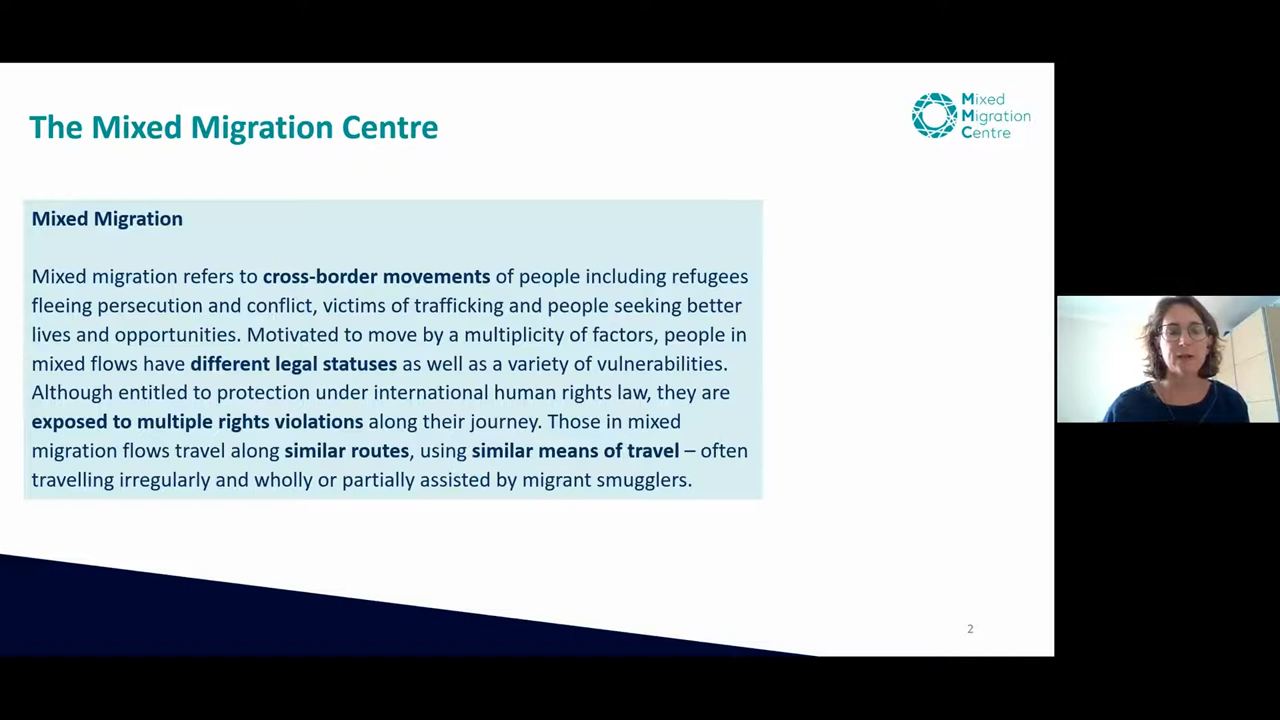 The Mixed Migration Centre
Mixed
Migration
Centre
Mixed Migration
Mixed migration refers to cross-border movements of people including refugees
fleeing persecution and conflict, victims of trafficking and people seeking better
lives and opportunities. Motivated to move by a multiplicity of factors, people in
mixed flows have different legal statuses as well as a variety of vulnerabilities.
Although entitled to protection under international human rights law, they are
exposed to multiple rights violations along their journey. Those in mixed
migration flows travel along similar routes, using similar means of travel – often
travelling irregularly and wholly or partially assisted by migrant smugglers.
2